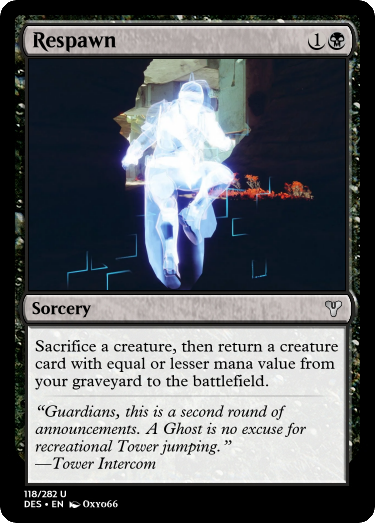 Respawn 1
Sorcery
Sacrifice a creature, then return a creature
card with equal or lesser mana value from
your graveyard to the battlefield.
“Guardians, this is a second round of
announcements. A Ghost is no excuse for
recreational Tower jumping.”
—Tower Intercom
118/282 U
DES • EN Oxyo66